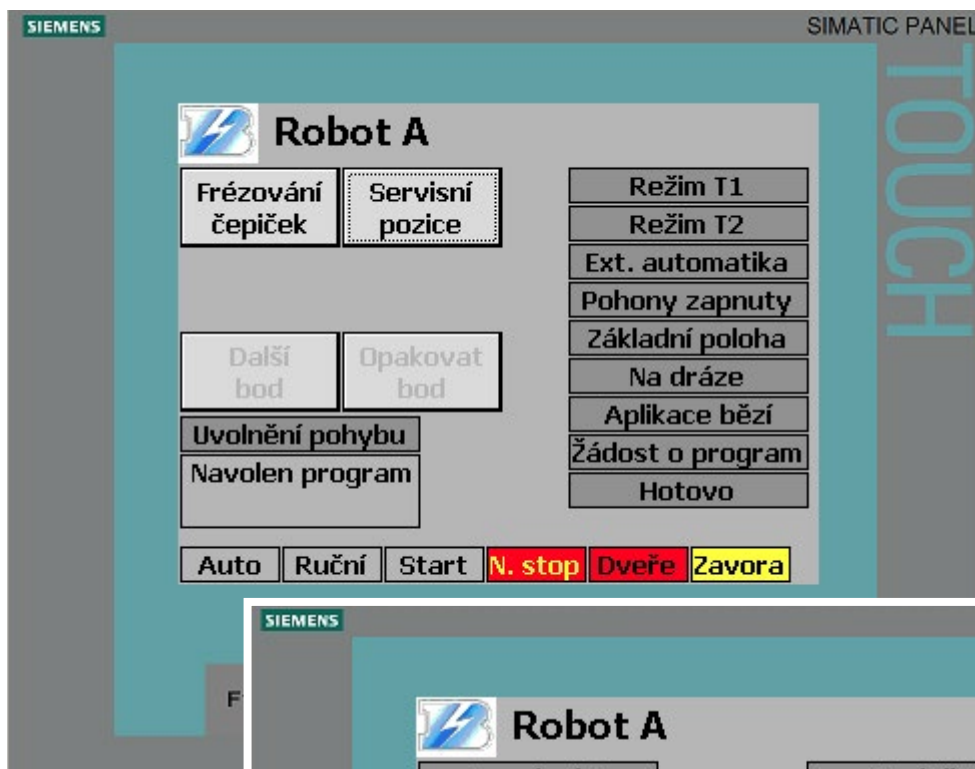 SIEMENS
SIMATIC PANEL
TOUCH
Robot A
Frézování
čepiček
Servisní
pozice
Další
bod
Opakovat
bod
Uvolnění pohybu
Navolen program
Režim T1
Režim T2
Ext. automatika
Pohony zapnuty
Základní poloha
Na dráze
Aplikace bězí
Žádost o program
Hotovo
Auto
Ruční
Start
N. stop
Dveře
Zavora
F
SIEMENS
Robot A